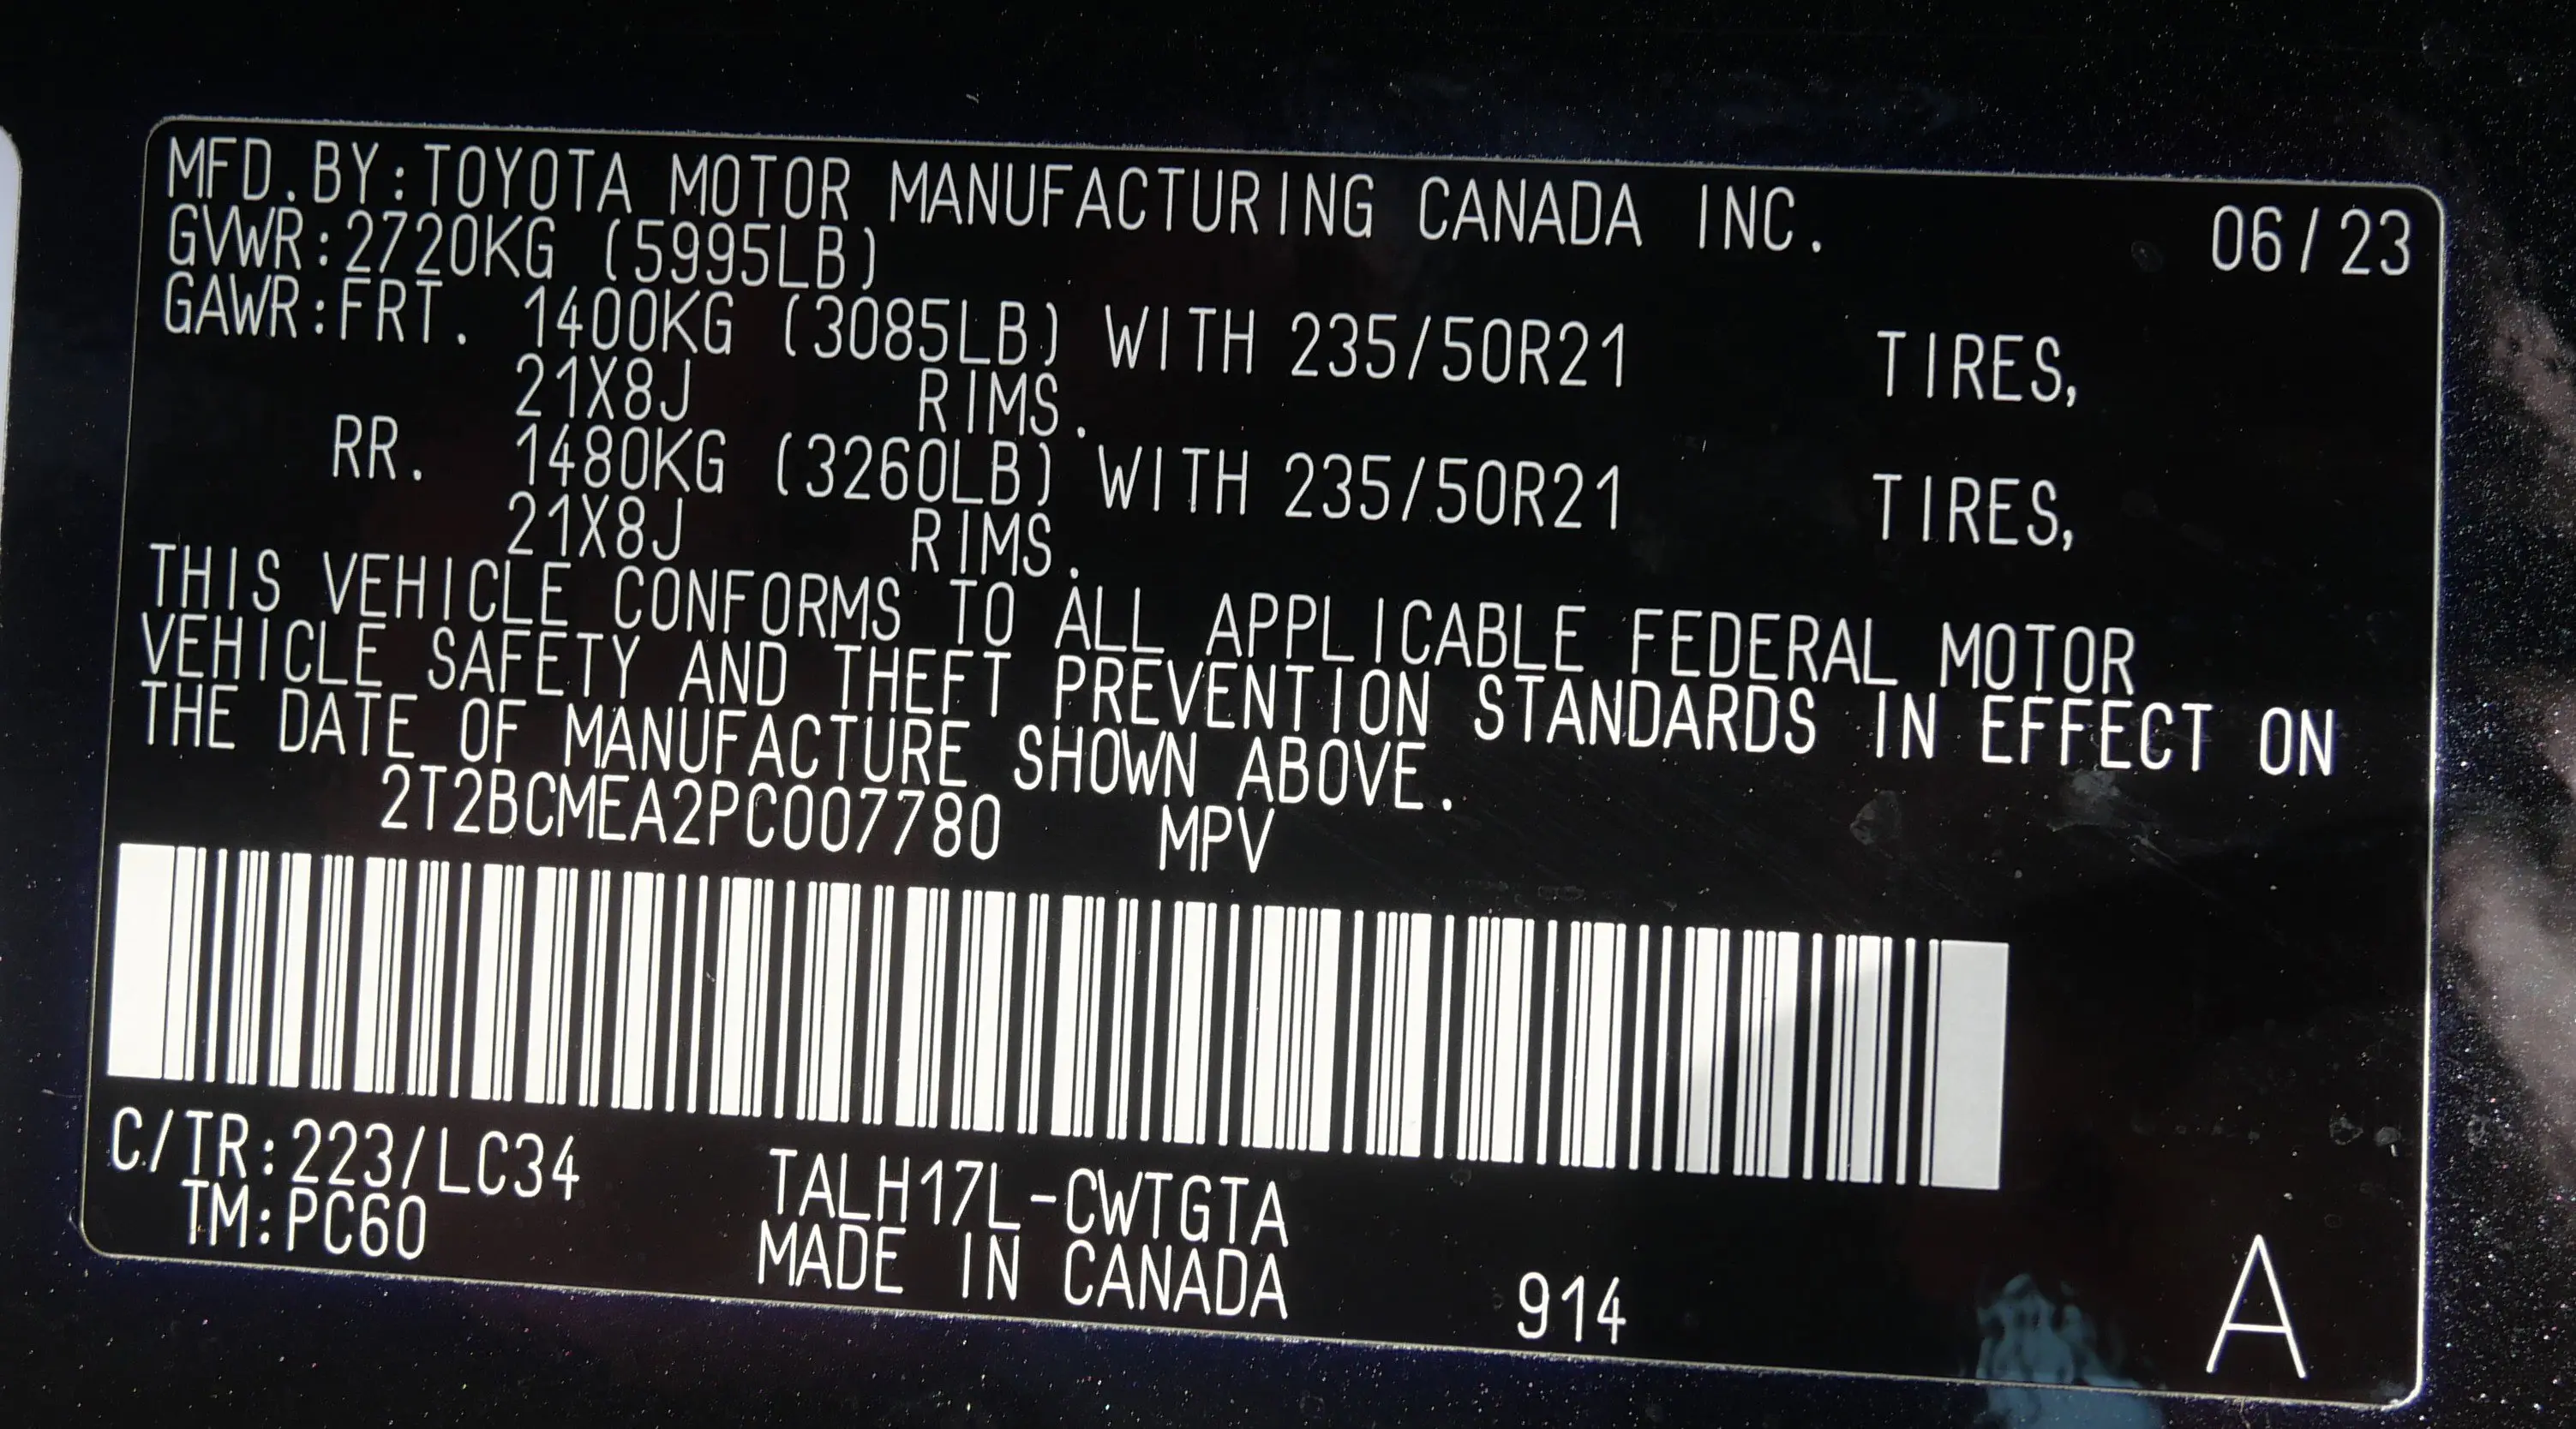 MFD.BY:TOYOTA MOTOR MANUFACTURING CANADA INC. 06/23
GVWR:2720KG (5995LB)
GAWR:FRT. 1400KG (3085LB) WITH 235/50R21 TIRES,
21X8J RIMS.
RR. 1480KG (3260LB) WITH 235/50R21 TIRES,
21X8J RIMS.
THIS VEHICLE CONFORMS TO ALL APPLICABLE FEDERAL MOTOR
VEHICLE SAFETY AND THEFT PREVENTION STANDARDS IN EFFECT ON
THE DATE OF MANUFACTURE SHOWN ABOVE.
2T2BCMEA2PC007780 MPV
C/TR:223/LC34 TALH17L-CWTGTA
TM:PC60 MADE IN CANADA 914 A